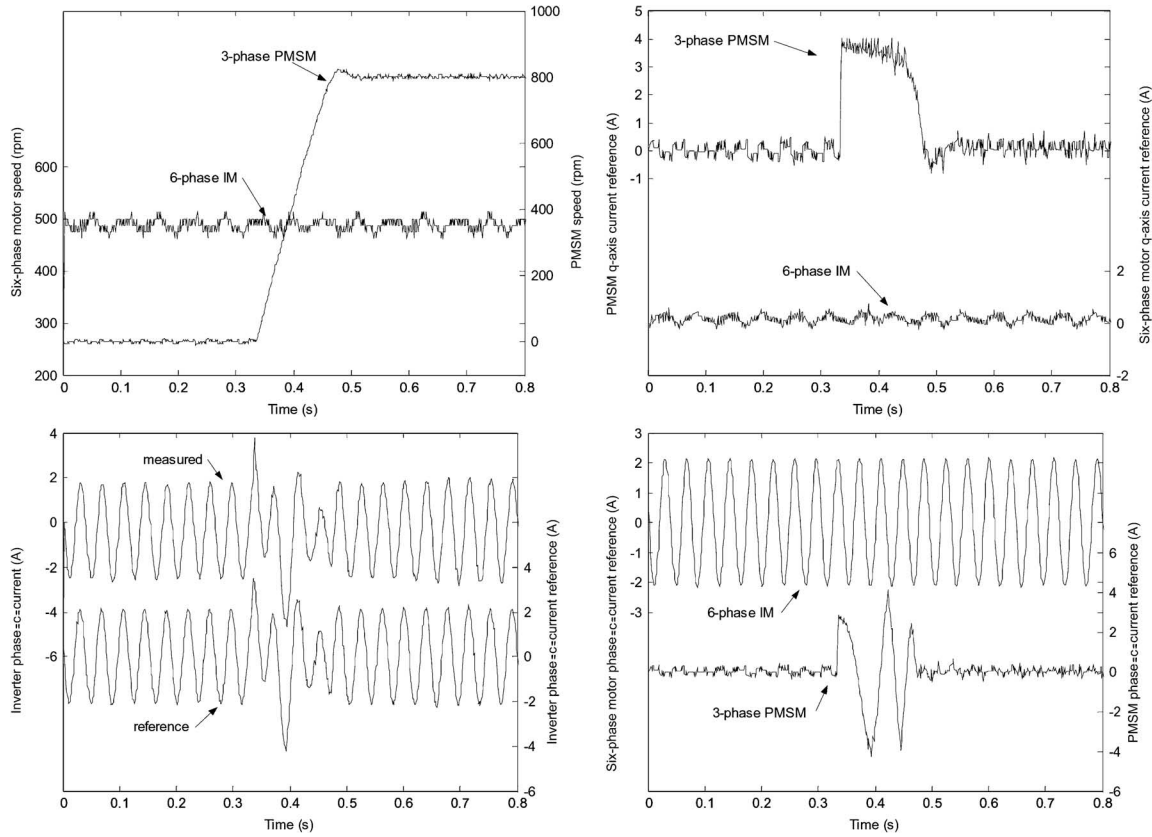 1000
3-phase PMSM
800
600
6-phase IM
500
400
300
200
600
400
200
0
0 0.1 0.2 0.3 0.4 0.5 0.6 0.7 0.8
Time (s)
Six-phase motor speed (rpm)
PMSM speed (rpm)
5
4
3
2
1
0
-1
3-phase PMSM
6-phase IM
2
0
-2
0 0.1 0.2 0.3 0.4 0.5 0.6 0.7 0.8
Time (s)
PMSM q-axis current reference (A)
Six-phase motor q-axis current reference (A)
4
2
0
-2
-4
-6
measured
reference
4
2
0
-2
-4
-6
0 0.1 0.2 0.3 0.4 0.5 0.6 0.7 0.8
Time (s)
Inverter phase=c=current (A)
Inverter phase=c=current reference (A)
3
2
1
0
-1
-2
-3
6-phase IM
3-phase PMSM
6
4
2
0
-2
-4
-6
0 0.1 0.2 0.3 0.4 0.5 0.6 0.7 0.8
Time (s)
Six-phase motor phase=c=current reference (A)
PMSM phase=c=current reference (A)